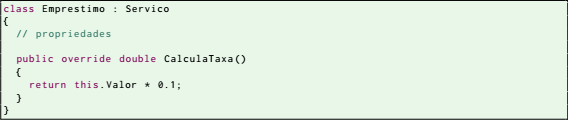 class Emprestimo : Servico
{
  // propriedades
  public override double CalculaTaxa()
  {
    return this.Valor * 0.1;
  }
}